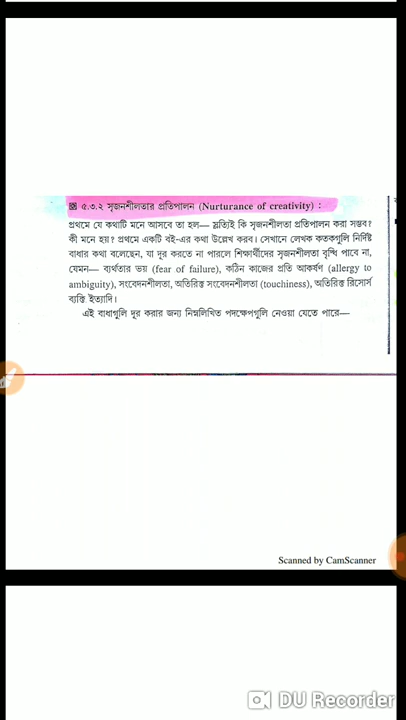 ৫.৩.২ সৃজনশীলতার প্রতিপালন (Nurturance of creativity) :
প্রথমে যে কথাটি মনে আসবে তা হল— সত্যিই কি সৃজনশীলতা প্রতিপালন করা সম্ভব?
কী মনে হয়? প্রথমে একটি বই-এর কথা উল্লেখ করব। সেখানে লেখক কতকগুলি নির্দিষ্ট
বাধার কথা বলেছেন, যা দূর করতে না পারলে শিক্ষার্থীদের সৃজনশীলতা বৃদ্ধি পাবে না,
যেমন— ব্যর্থতার ভয় (fear of failure), কঠিন কাজের প্রতি আকর্ষণ (allergy to
ambiguity), সংবেদনশীলতা, অতিরিক্ত সংবেদনশীলতা (touchiness), অতিরিক্ত রিসোর্স
ব্যক্তি ইত্যাদি।
এই বাধাগুলি দূর করার জন্য নিম্নলিখিত পদক্ষেপগুলি নেওয়া যেতে পারে—
Scanned by CamScanner
DU Recorder